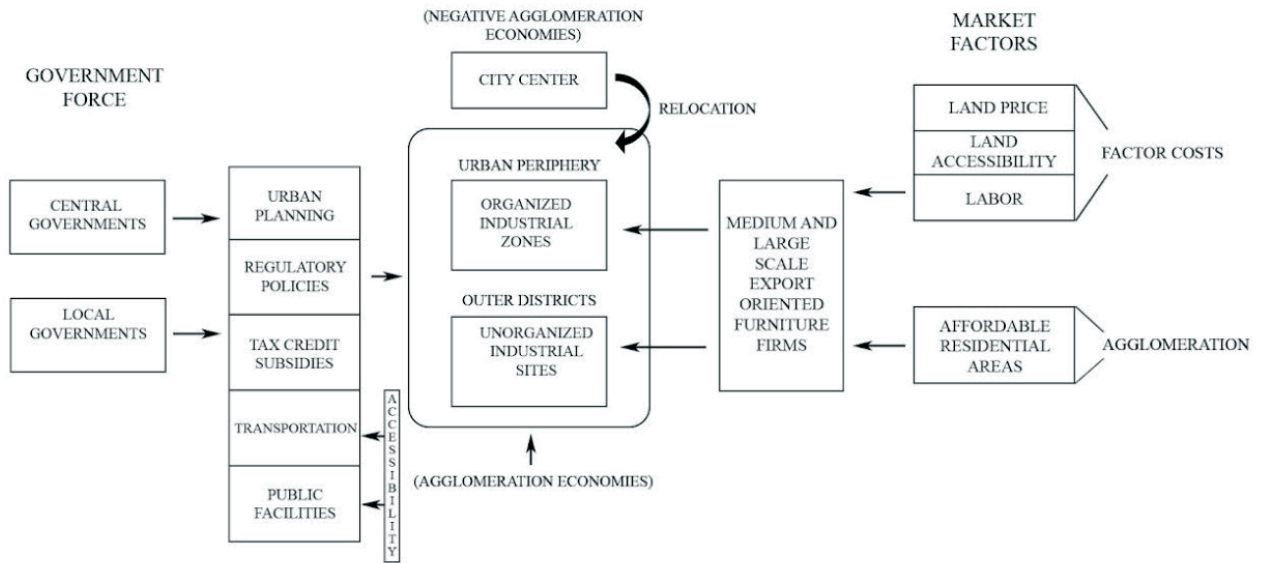 GOVERNMENT
FORCE
CENTRAL
GOVERNMENTS
LOCAL
GOVERNMENTS
URBAN
PLANNING
REGULATORY
POLICIES
TAX CREDIT
SUBSIDIES
TRANSPORTATION
PUBLIC
FACILITIES
ACCESSIBILITY
(NEGATIVE AGGLOMERATION
ECONOMIES)
CITY CENTER
RELOCATION
URBAN PERIPHERY
ORGANIZED
INDUSTRIAL
ZONES
OUTER DISTRICTS
UNORGANIZED
INDUSTRIAL
SITES
(AGGLOMERATION ECONOMIES)
MEDIUM AND
LARGE
SCALE
EXPORT
ORIENTED
FURNITURE
FIRMS
MARKET
FACTORS
LAND PRICE
LAND
ACCESSIBILITY
LABOR
FACTOR COSTS
AFFORDABLE
RESIDENTIAL
AREAS
AGGLOMERATION